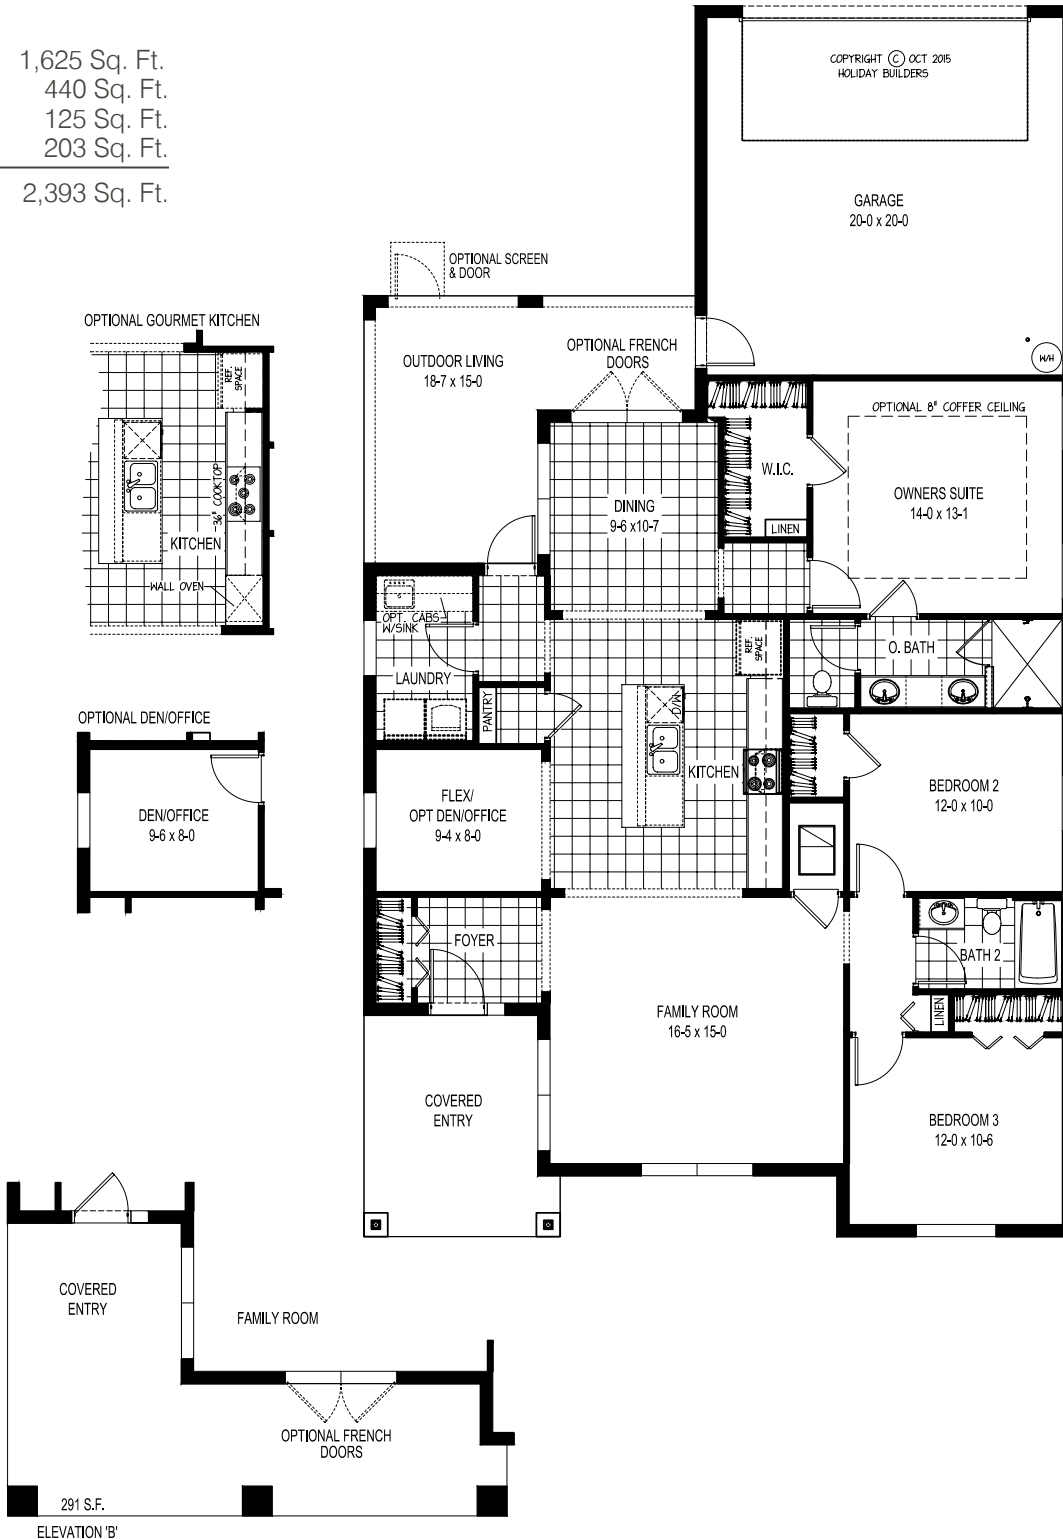 1,625 Sq. Ft.
440 Sq. Ft.
125 Sq. Ft.
203 Sq. Ft.
2,393 Sq. Ft.
COPYRIGHT © OCT 2015
HOLIDAY BUILDERS
GARAGE
20-0 x 20-0
W/H
OPTIONAL SCREEN
& DOOR
OPTIONAL GOURMET KITCHEN
REF.
SPACE
36" COOKTOP
KITCHEN
WALL OVEN
OUTDOOR LIVING
18-7 x 15-0
OPTIONAL FRENCH
DOORS
OPTIONAL 8" COFFER CEILING
W.I.C.
OWNERS SUITE
14-0 x 13-1
LINEN
DINING
9-6 x10-7
OPT. CABS
W/SINK
LAUNDRY
PANTRY
REF.
SPACE
D/W
KITCHEN
O. BATH
OPTIONAL DEN/OFFICE
DEN/OFFICE
9-6 x 8-0
FLEX/
OPT DEN/OFFICE
9-4 x 8-0
BEDROOM 2
12-0 x 10-0
FOYER
BATH 2
LINEN
FAMILY ROOM
16-5 x 15-0
COVERED
ENTRY
BEDROOM 3
12-0 x 10-6
COVERED
ENTRY
FAMILY ROOM
OPTIONAL FRENCH
DOORS
291 S.F.
ELEVATION 'B'